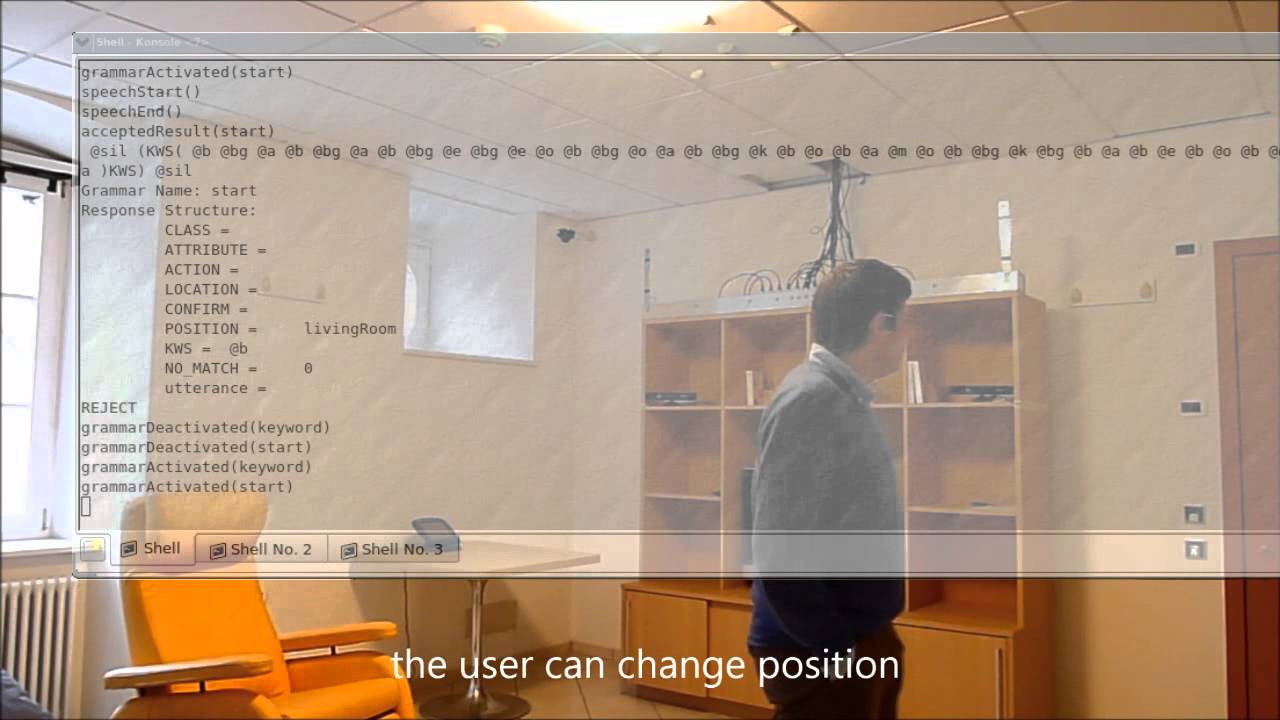 Shell - Konsole <7>
grammarActivated(start)
speechStart()
speechEnd()
acceptedResult(start)
@sil (KWS( @b @bg @a @b @bg @a @b @bg @e @bg @e @o @b @bg @o @a @b @bg @k @b @o @b @a @m @o @b @bg @k @bg @b @a @b @e @b @o @b @
a )KWS) @sil
Grammar Name: start
Response Structure:
CLASS =
ATTRIBUTE =
ACTION =
LOCATION =
CONFIRM =
POSITION = livingRoom
KWS = @b
NO_MATCH = 0
utterance =
REJECT
grammarDeactivated(keyword)
grammarDeactivated(start)
grammarActivated(keyword)
grammarActivated(start)
Shell Shell No. 2 Shell No. 3
the user can change position